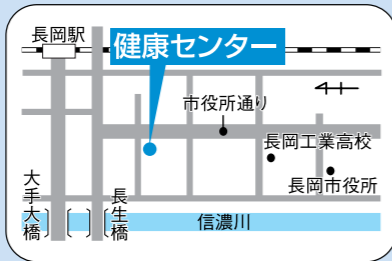 長岡駅
健康センター
市役所通り
長岡工業高校
長岡市役所
大手大橋
長生橋
信濃川